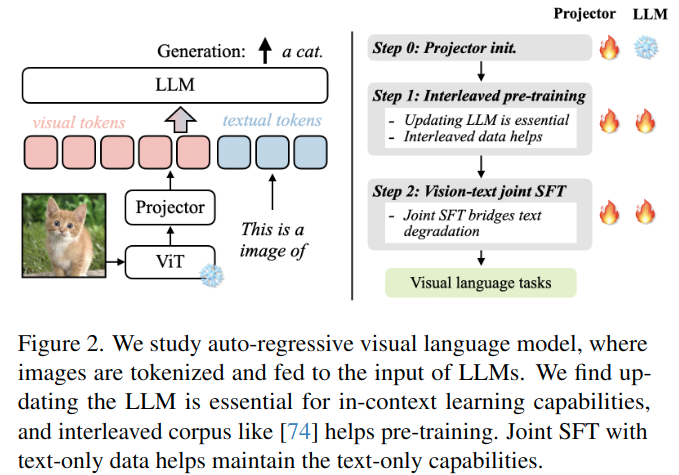 Projector LLM
Generation: a cat.
LLM
visual tokens textual tokens
Projector
This is a
image of
ViT
Step 0: Projector init.
Step 1: Interleaved pre-training
- Updating LLM is essential
- Interleaved data helps
Step 2: Vision-text joint SFT
- Joint SFT bridges text
degradation
Visual language tasks
Figure 2. We study auto-regressive visual language model, where
images are tokenized and fed to the input of LLMs. We find up-
dating the LLM is essential for in-context learning capabilities,
and interleaved corpus like [74] helps pre-training. Joint SFT with
text-only data helps maintain the text-only capabilities.